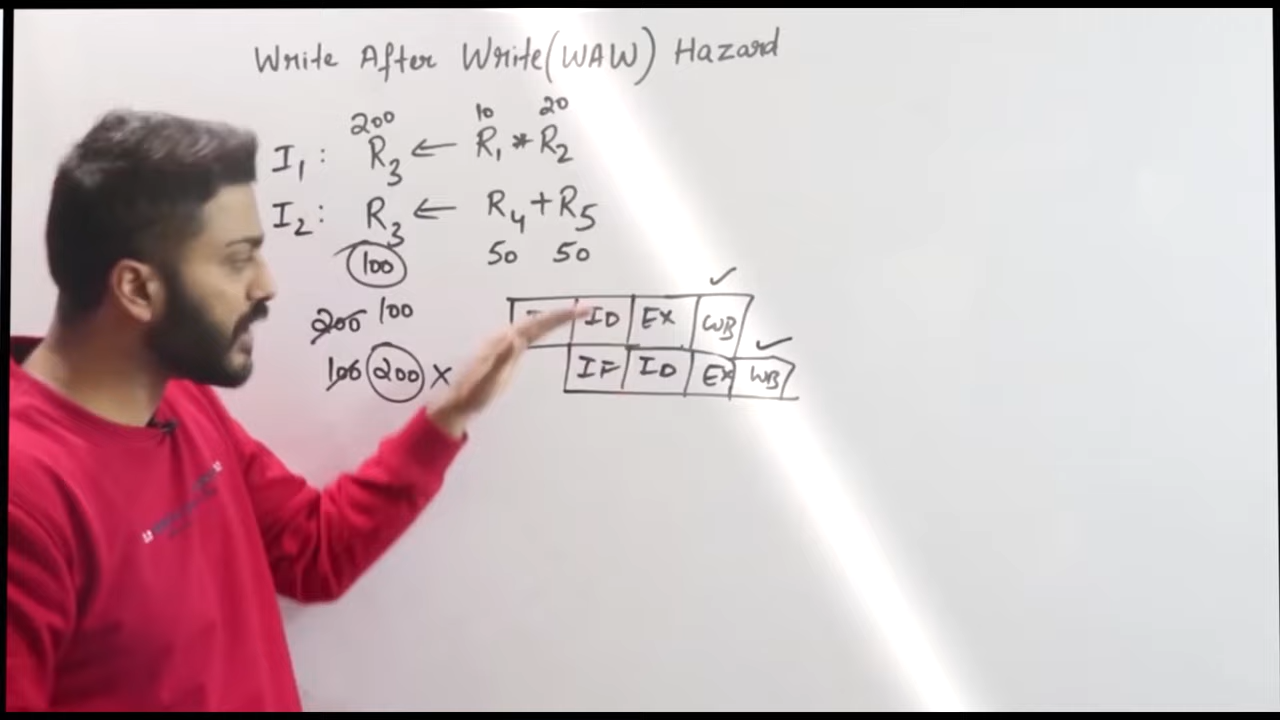 Write After Write (WAW) Hazard
200 10 20
I1: R3 ← R1 * R2
I2: R3 ← R4 + R5
100 50 50
200 100
100 200 ×
✓
ID EX WB
✓
IF ID EX WB